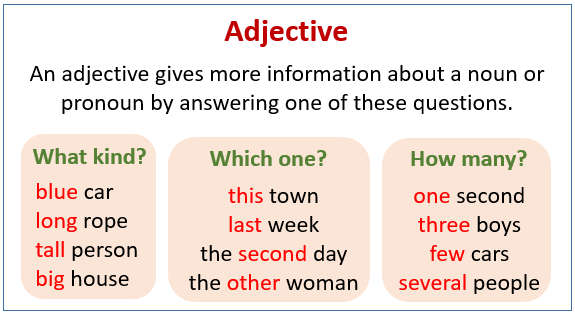 Adjective
An adjective gives more information about a noun or
pronoun by answering one of these questions.
What kind?
blue car
long rope
tall person
big house
Which one?
this town
last week
the second day
the other woman
How many?
one second
three boys
few cars
several people